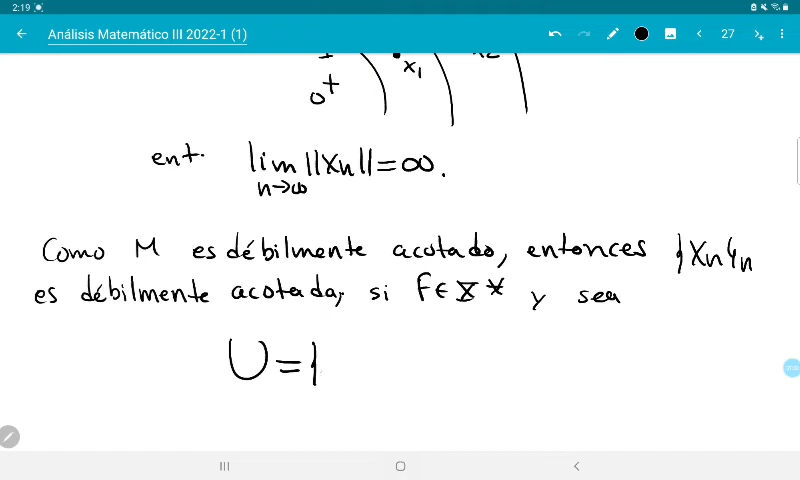 2:19
Análisis Matemático III 2022-1 (1)
27
0+ x₁
ent. lim ||Xn|| = ∞.
n→∞
Como M es débilmente acotado, entonces {Xn}n
es débilmente acotada, si f ∈ X* y sea
U = {